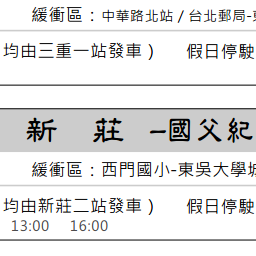 緩衝區：中華路北站 / 台北郵局-
均由三重一站發車） 假日停駛
新 莊 –國父紀
緩衝區：西門國小-東吳大學城
均由新莊二站發車） 假日停駛
13:00 16:00